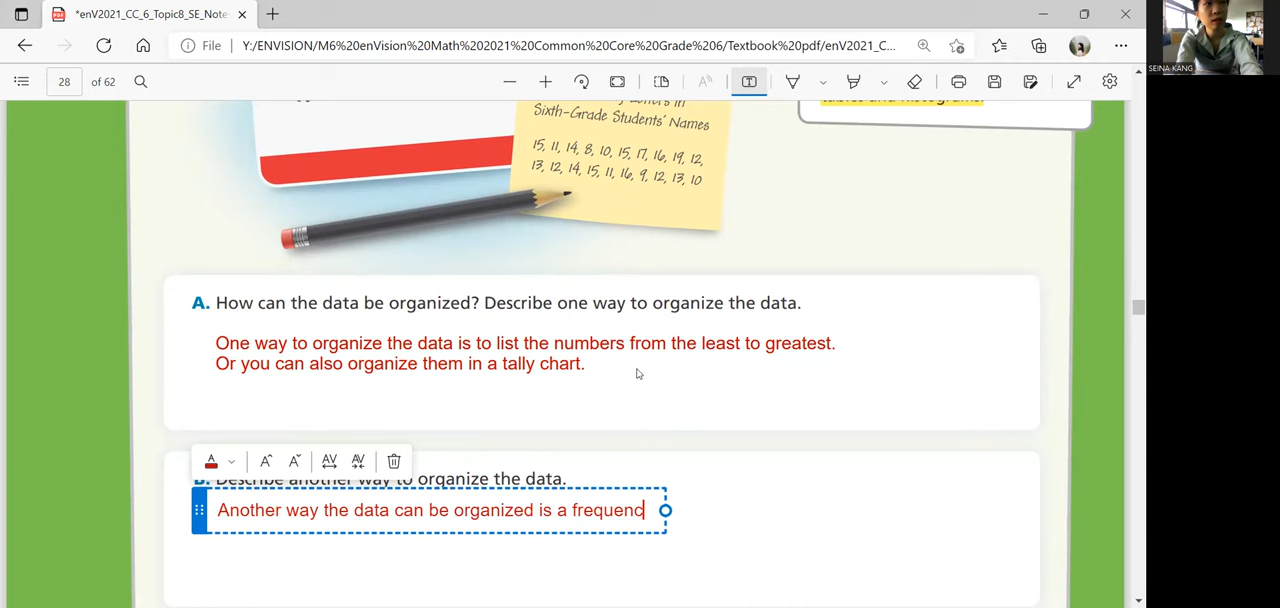 *enV2021_CC_6_Topic8_SE_Note
File
Y:/ENVISION/M6%20enVision%20Math%202021%20Common%20Core%20Grade%206/Textbook%20pdf/enV2021_C...
28 of 62
SEINA KANG
Sixth-Grade Students' Names
15, 11, 14, 8, 10, 15, 17, 16, 19, 12,
13, 12, 14, 15, 11, 16, 9, 12, 13, 10
A. How can the data be organized? Describe one way to organize the data.
One way to organize the data is to list the numbers from the least to greatest.
Or you can also organize them in a tally chart.
B. Describe another way to organize the data.
Another way the data can be organized is a frequenc